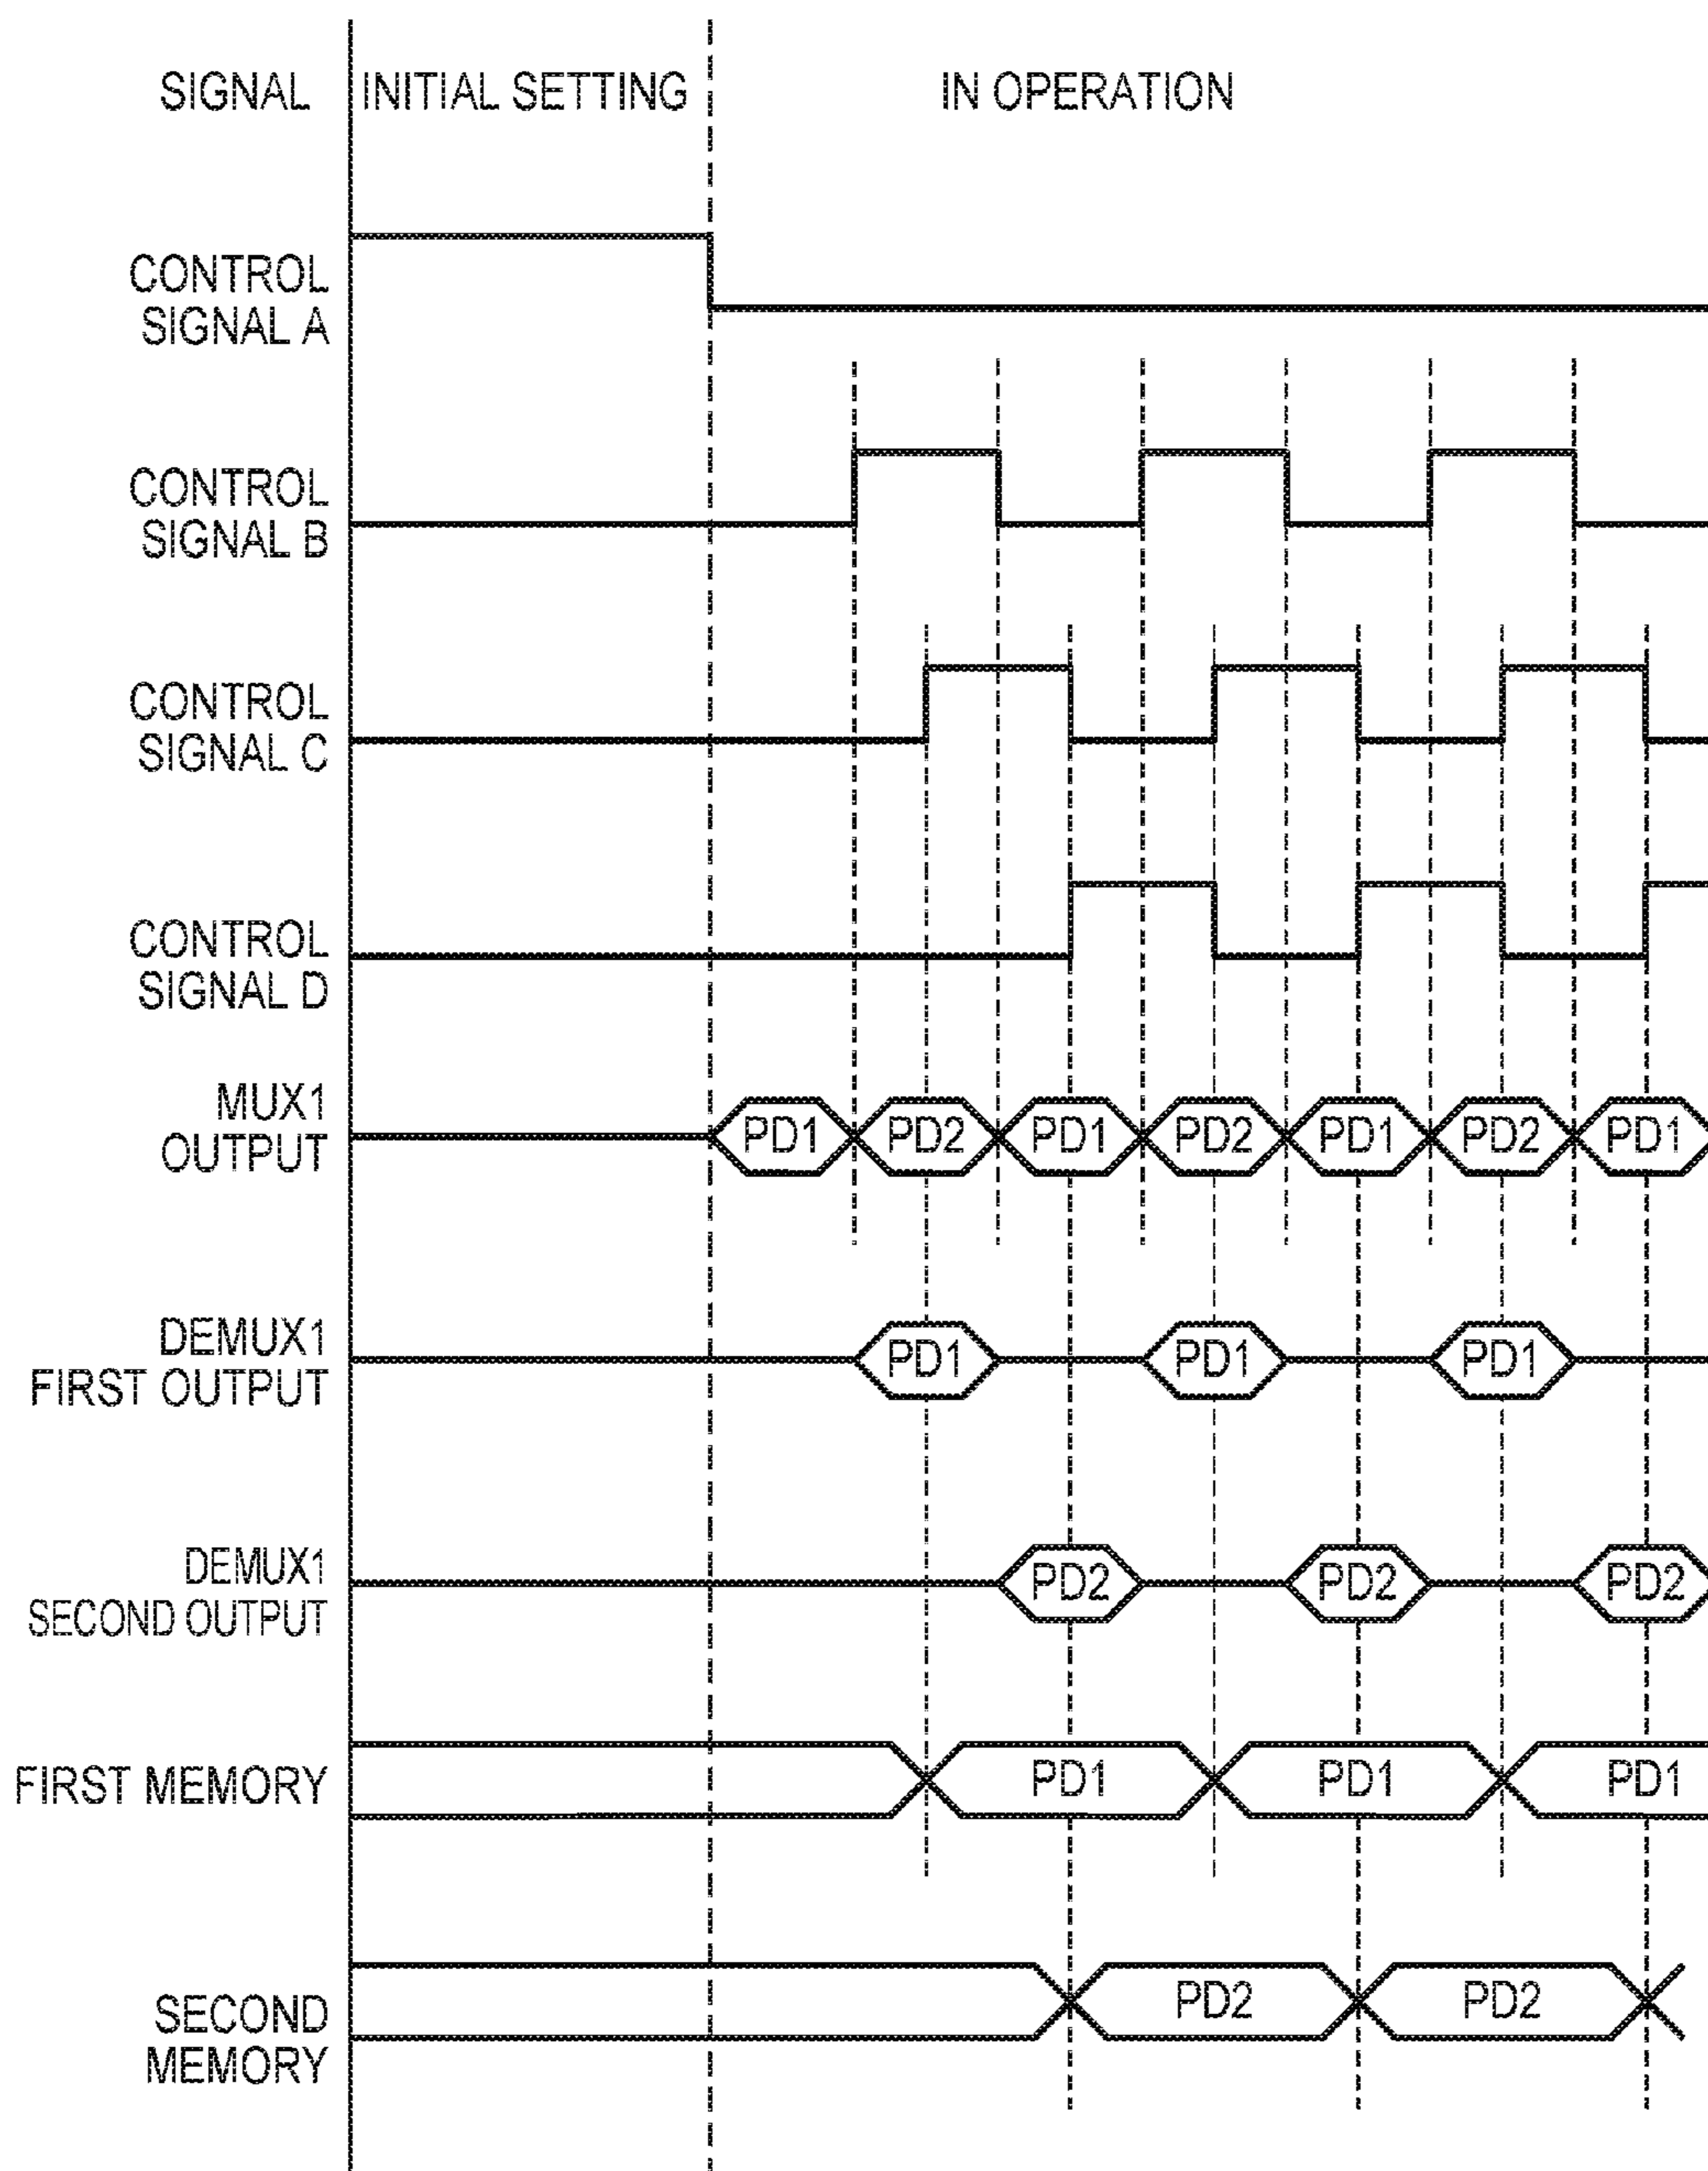 SIGNAL INITIAL SETTING IN OPERATION
CONTROL
SIGNAL A
CONTROL
SIGNAL B
CONTROL
SIGNAL C
CONTROL
SIGNAL D
MUX1
OUTPUT
PD1 PD2 PD1 PD2 PD1 PD2 PD1
DEMUX1
FIRST OUTPUT
PD1 PD1 PD1
DEMUX1
SECOND OUTPUT
PD2 PD2 PD2
FIRST MEMORY PD1 PD1 PD1
SECOND
MEMORY
PD2 PD2